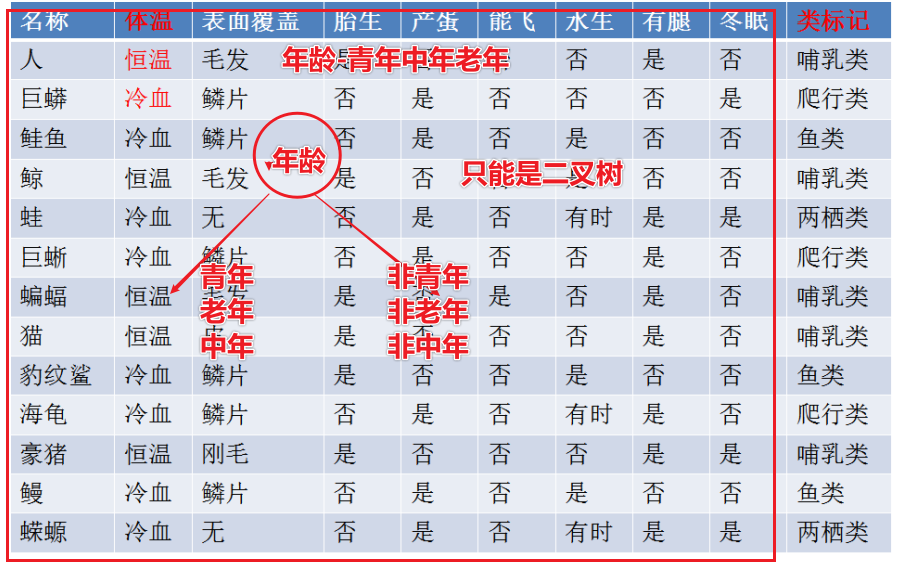 名称 体温 表面覆盖 胎生 产蛋 能飞 水生 有腿 冬眠 类标记
人 恒温 毛发 年龄-青年中年老年 否 是 否 哺乳类
巨蟒 冷血 鳞片 否 是 否 否 否 是 爬行类
鲑鱼 冷血 鳞片 否 是 否 是 否 否 鱼类
年龄
鲸 恒温 毛发 是 否 只能是二叉树 否 否 哺乳类
蛙 冷血 无 否 是 否 有时 是 是 两栖类
巨蜥 冷血 鳞片 否 是 否 否 是 否 爬行类
青年 非青年
蝙蝠 恒温 是 是 否 是 否 哺乳类
老年 非老年
猫 恒温 是 否 否 否 是 否 哺乳类
中年 非中年
豹纹鲨 冷血 鳞片 是 否 否 是 否 否 鱼类
海龟 冷血 鳞片 否 是 否 有时 是 否 爬行类
豪猪 恒温 刚毛 是 否 否 否 是 是 哺乳类
鳗 冷血 鳞片 否 是 否 是 否 否 鱼类
蝾螈 冷血 无 否 是 否 有时 是 是 两栖类